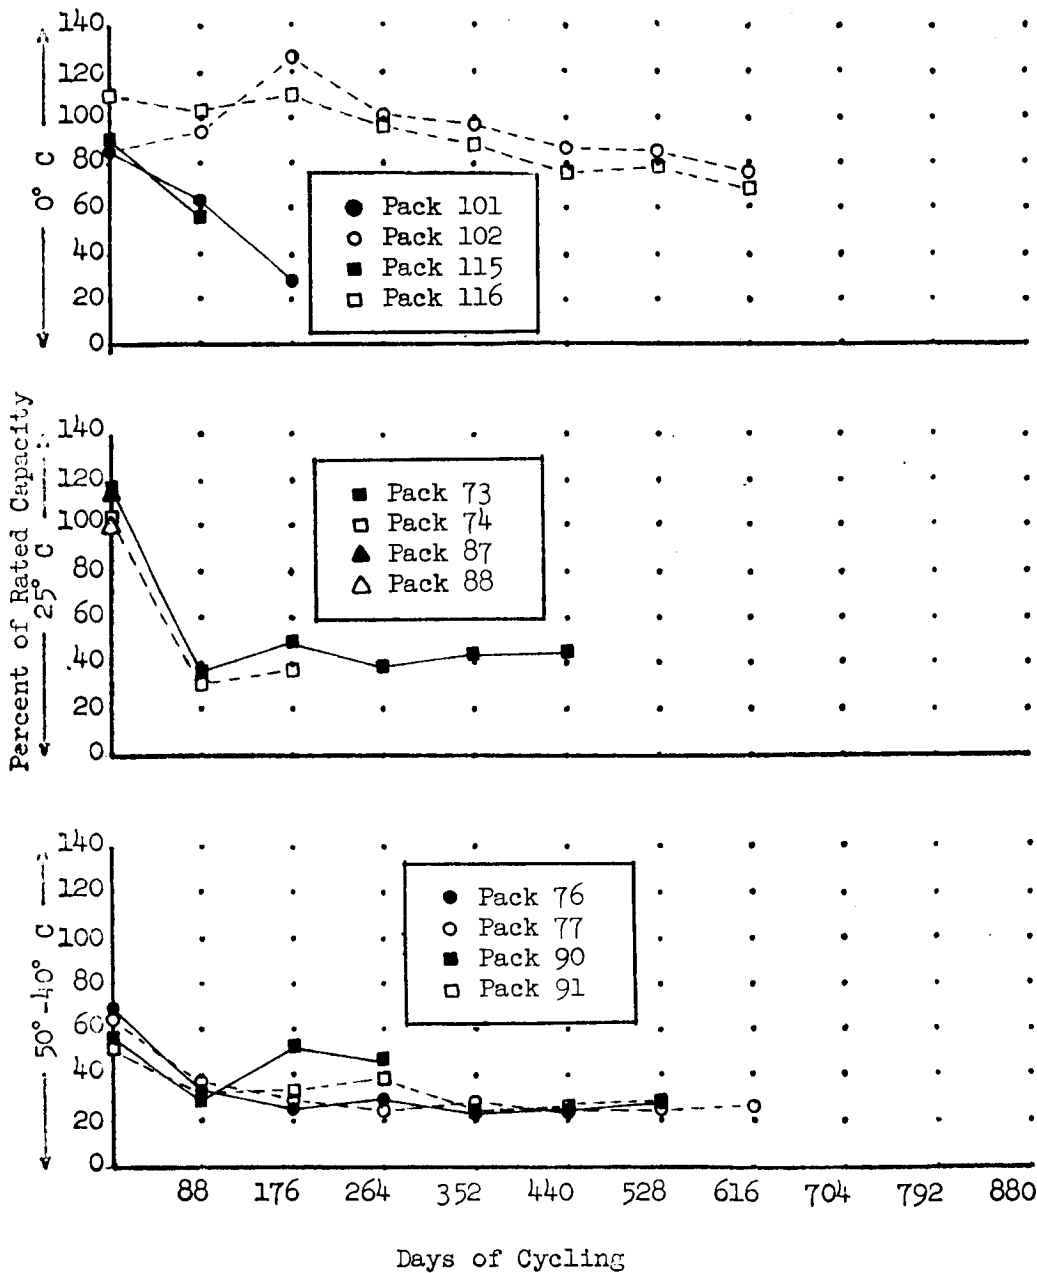 140
120
100
80
60
40
20
0
0° C
Pack 101
Pack 102
Pack 115
Pack 116
Percent of Rated Capacity
140
120
100
80
60
40
20
0
25° C
Pack 73
Pack 74
Pack 87
Pack 88
140
120
100
80
60
40
20
0
50°-40° C
Pack 76
Pack 77
Pack 90
Pack 91
88 176 264 352 440 528 616 704 792 880
Days of Cycling